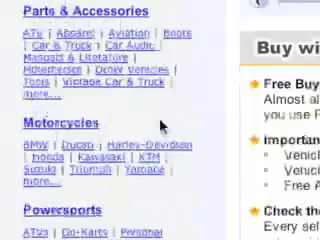 Parts & Accessories
ATV | Apparel | Aviation | Boats
| Car & Truck | Car Audio |
Manuals & Literature |
Motorcycles | Other Vehicles |
Tools | Vintage Car & Truck |
more...
Motorcycles
BMW | Ducati | Harley-Davidson
| Honda | Kawasaki | KTM |
Suzuki | Triumph | Yamaha |
more...
Powersports
ATVs | Go-Karts | Personal
Buy wi
Free Buy
Almost al
you use F
Importan
Vehicl
Vehicl
Free A
Check th
Every sel